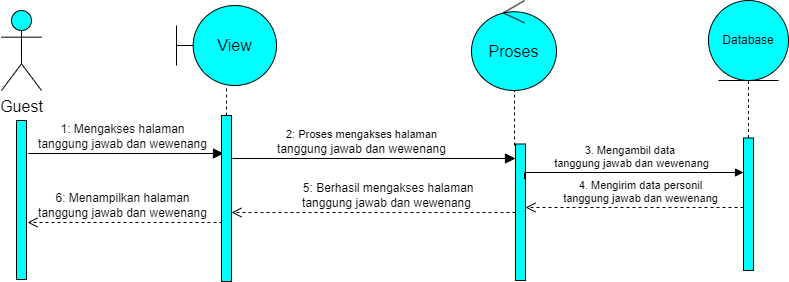 Guest
View
Proses
Database
1: Mengakses halaman
tanggung jawab dan wewenang
2: Proses mengakses halaman
tanggung jawab dan wewenang
3. Mengambil data
tanggung jawab dan wewenang
4. Mengirim data personil
tanggung jawab dan wewenang
5: Berhasil mengakses halaman
tanggung jawab dan wewenang
6: Menampilkan halaman
tanggung jawab dan wewenang